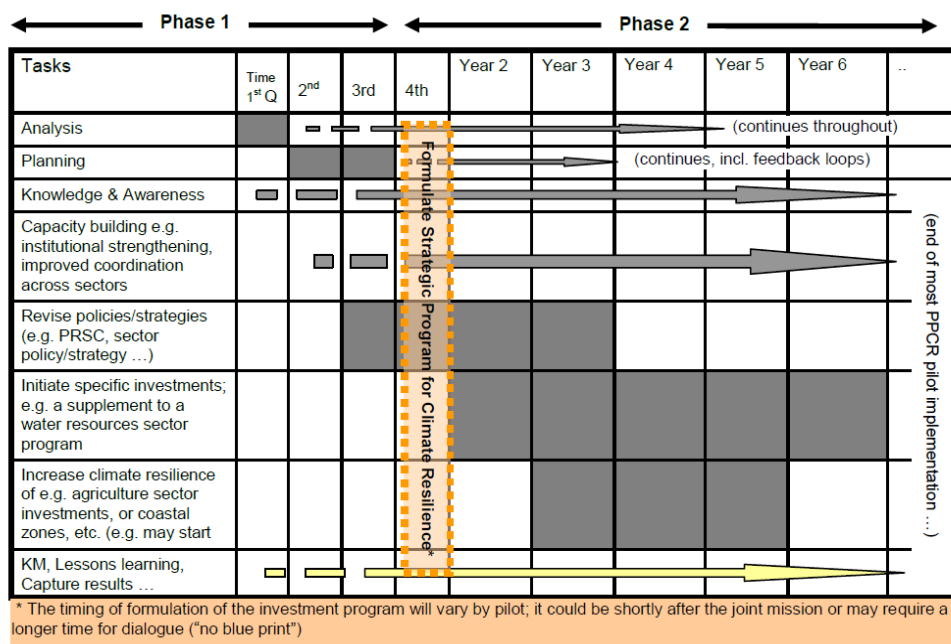 Phase 1
Phase 2
Tasks
Time
1st Q
2nd
3rd
4th
Year 2
Year 3
Year 4
Year 5
Year 6
..
Analysis
(continues throughout)
Planning
(continues, incl. feedback loops)
Knowledge & Awareness
Capacity building e.g.
institutional strengthening,
improved coordination
across sectors
Revise policies/strategies
(e.g. PRSC, sector
policy/strategy ...)
Initiate specific investments;
e.g. a supplement to a
water resources sector
program
Increase climate resilience
of e.g. agriculture sector
investments, or coastal
zones, etc. (e.g. may start
KM, Lessons learning,
Capture results ...
Formulate Strategic Program for Climate Resilience*
(end of most PPCR pilot implementation ...)
* The timing of formulation of the investment program will vary by pilot; it could be shortly after the joint mission or may require a
longer time for dialogue (“no blue print”)